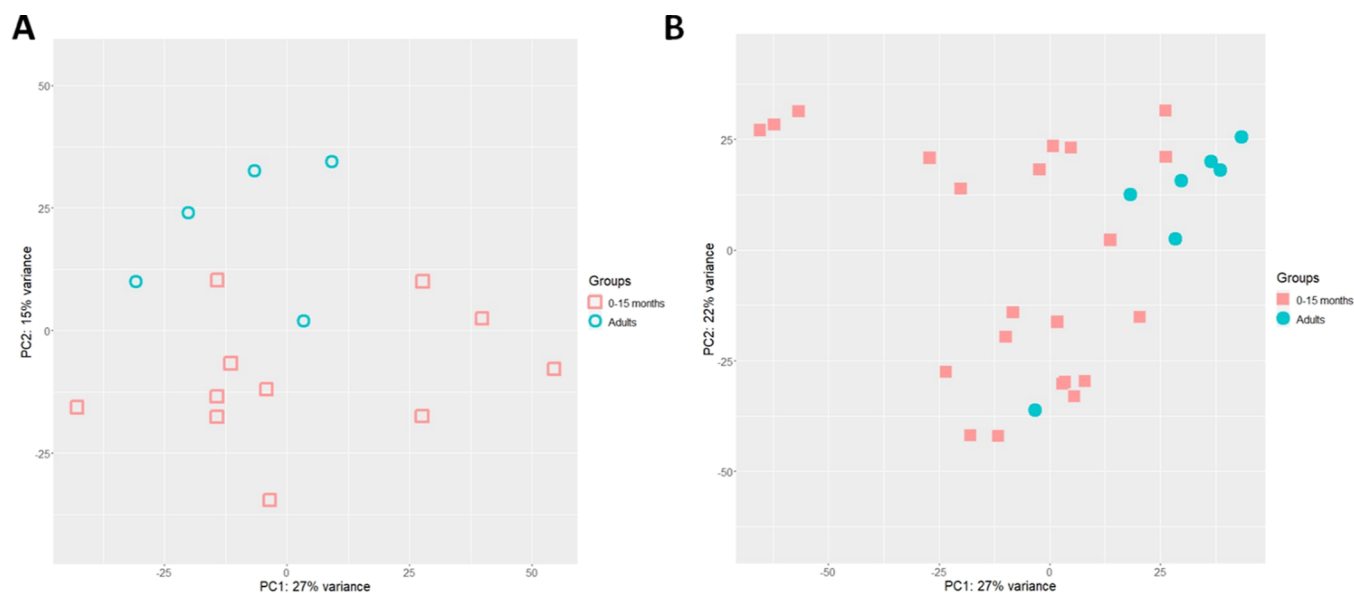 A
B
50
25
0
-25
PC2: 15% variance
-25
0
25
50
PC1: 27% variance
Groups
0-15 months
Adults
25
0
-25
-50
PC2: 22% variance
-50
-25
0
25
PC1: 27% variance
Groups
0-15 months
Adults